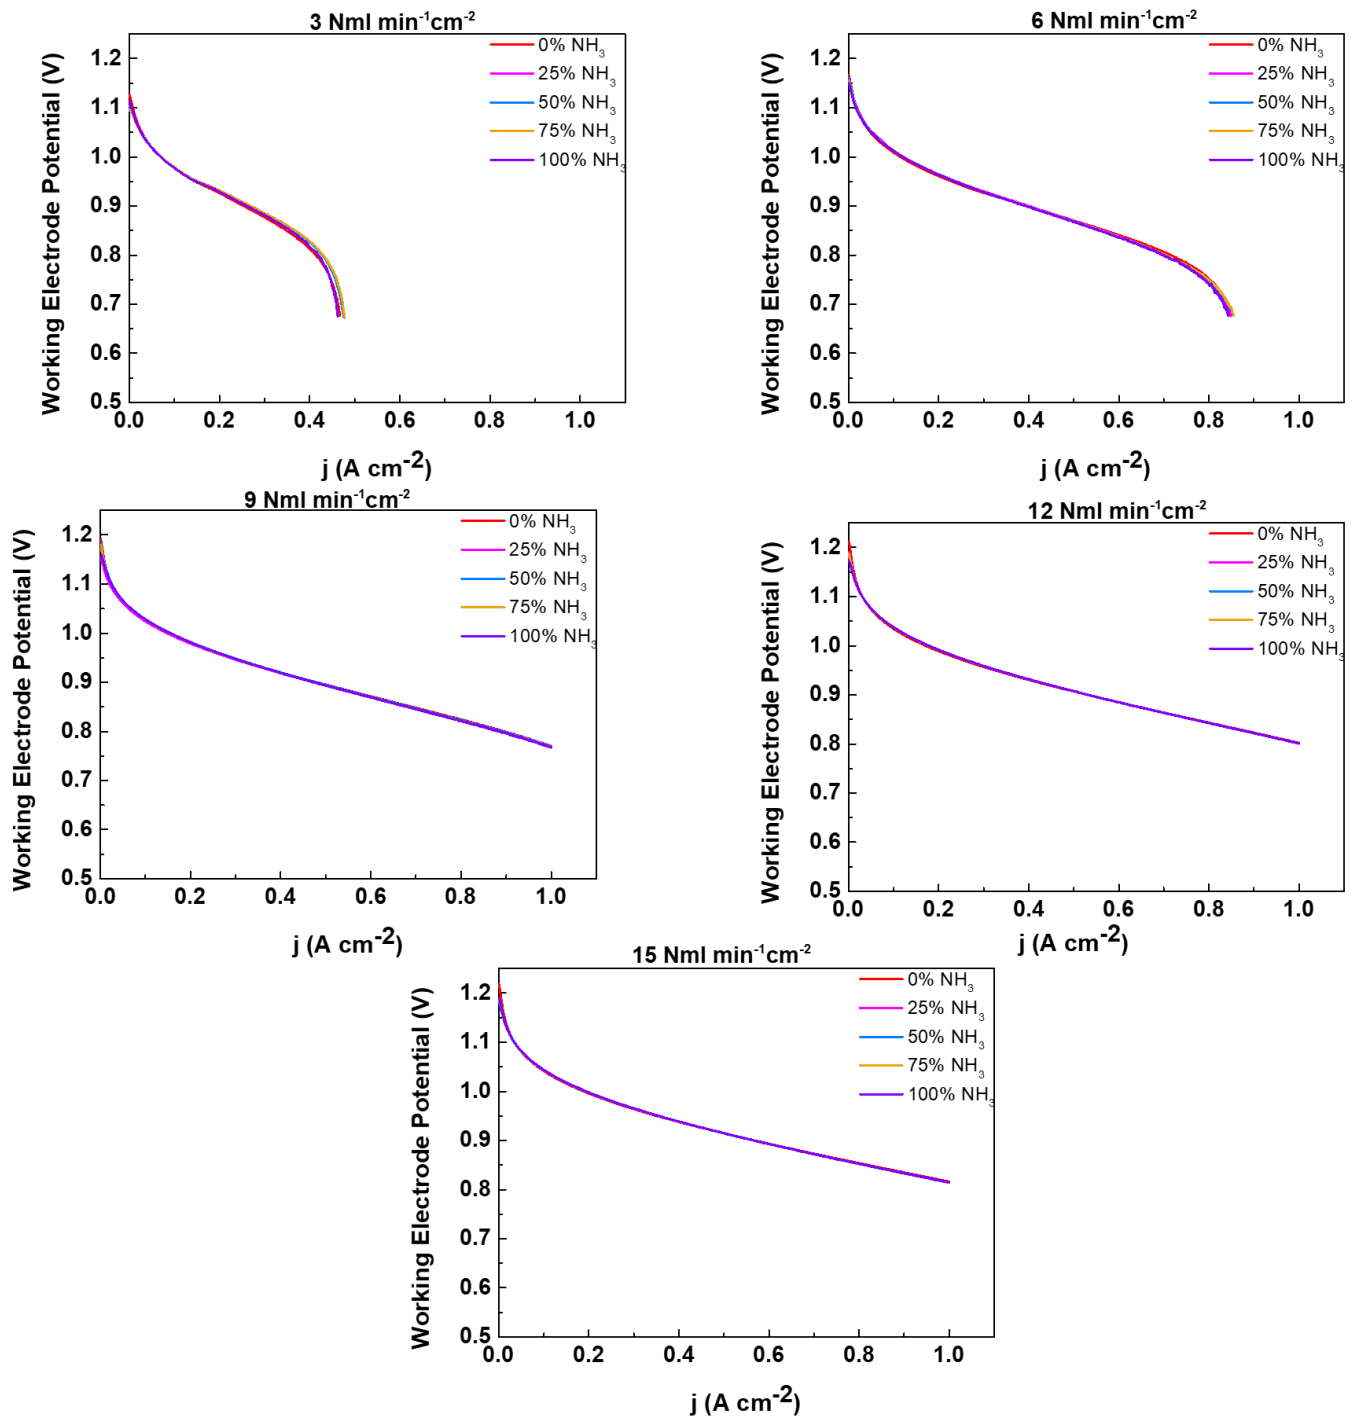 3 Nml min⁻¹cm⁻²
Working Electrode Potential (V)
1.2
1.1
1.0
0.9
0.8
0.7
0.6
0.5
0.0 0.2 0.4 0.6 0.8 1.0
j (A cm⁻²)
0% NH₃
25% NH₃
50% NH₃
75% NH₃
100% NH₃
6 Nml min⁻¹cm⁻²
Working Electrode Potential (V)
1.2
1.1
1.0
0.9
0.8
0.7
0.6
0.5
0.0 0.2 0.4 0.6 0.8 1.0
j (A cm⁻²)
0% NH₃
25% NH₃
50% NH₃
75% NH₃
100% NH₃
9 Nml min⁻¹cm⁻²
Working Electrode Potential (V)
1.2
1.1
1.0
0.9
0.8
0.7
0.6
0.5
0.0 0.2 0.4 0.6 0.8 1.0
j (A cm⁻²)
0% NH₃
25% NH₃
50% NH₃
75% NH₃
100% NH₃
12 Nml min⁻¹cm⁻²
Working Electrode Potential (V)
1.2
1.1
1.0
0.9
0.8
0.7
0.6
0.5
0.0 0.2 0.4 0.6 0.8 1.0
j (A cm⁻²)
0% NH₃
25% NH₃
50% NH₃
75% NH₃
100% NH₃
15 Nml min⁻¹cm⁻²
Working Electrode Potential (V)
1.2
1.1
1.0
0.9
0.8
0.7
0.6
0.5
0.0 0.2 0.4 0.6 0.8 1.0
j (A cm⁻²)
0% NH₃
25% NH₃
50% NH₃
75% NH₃
100% NH₃